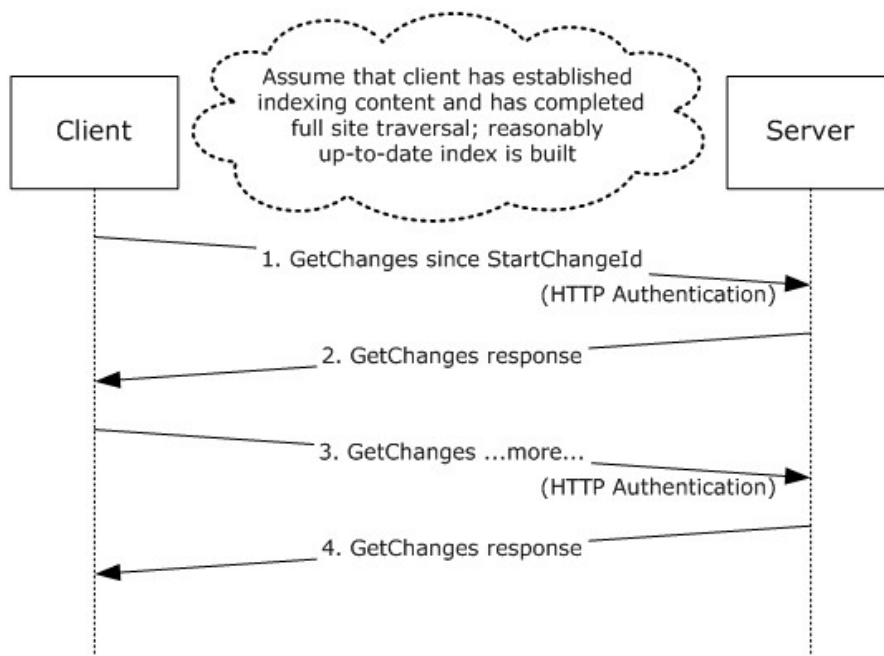 Assume that client has established
indexing content and has completed
full site traversal; reasonably
up-to-date index is built
Client
Server
1. GetChanges since StartChangeId
(HTTP Authentication)
2. GetChanges response
3. GetChanges ...more...
(HTTP Authentication)
4. GetChanges response